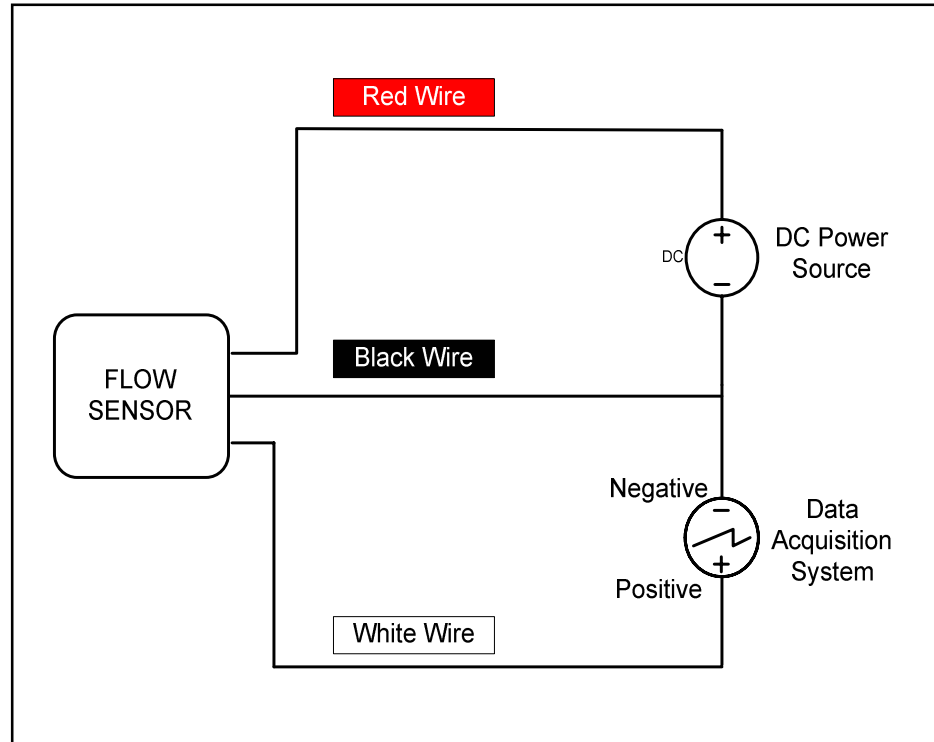 Red Wire
+
DC
−
DC Power
Source
Black Wire
FLOW
SENSOR
Negative
−
+
Positive
Data
Acquisition
System
White Wire